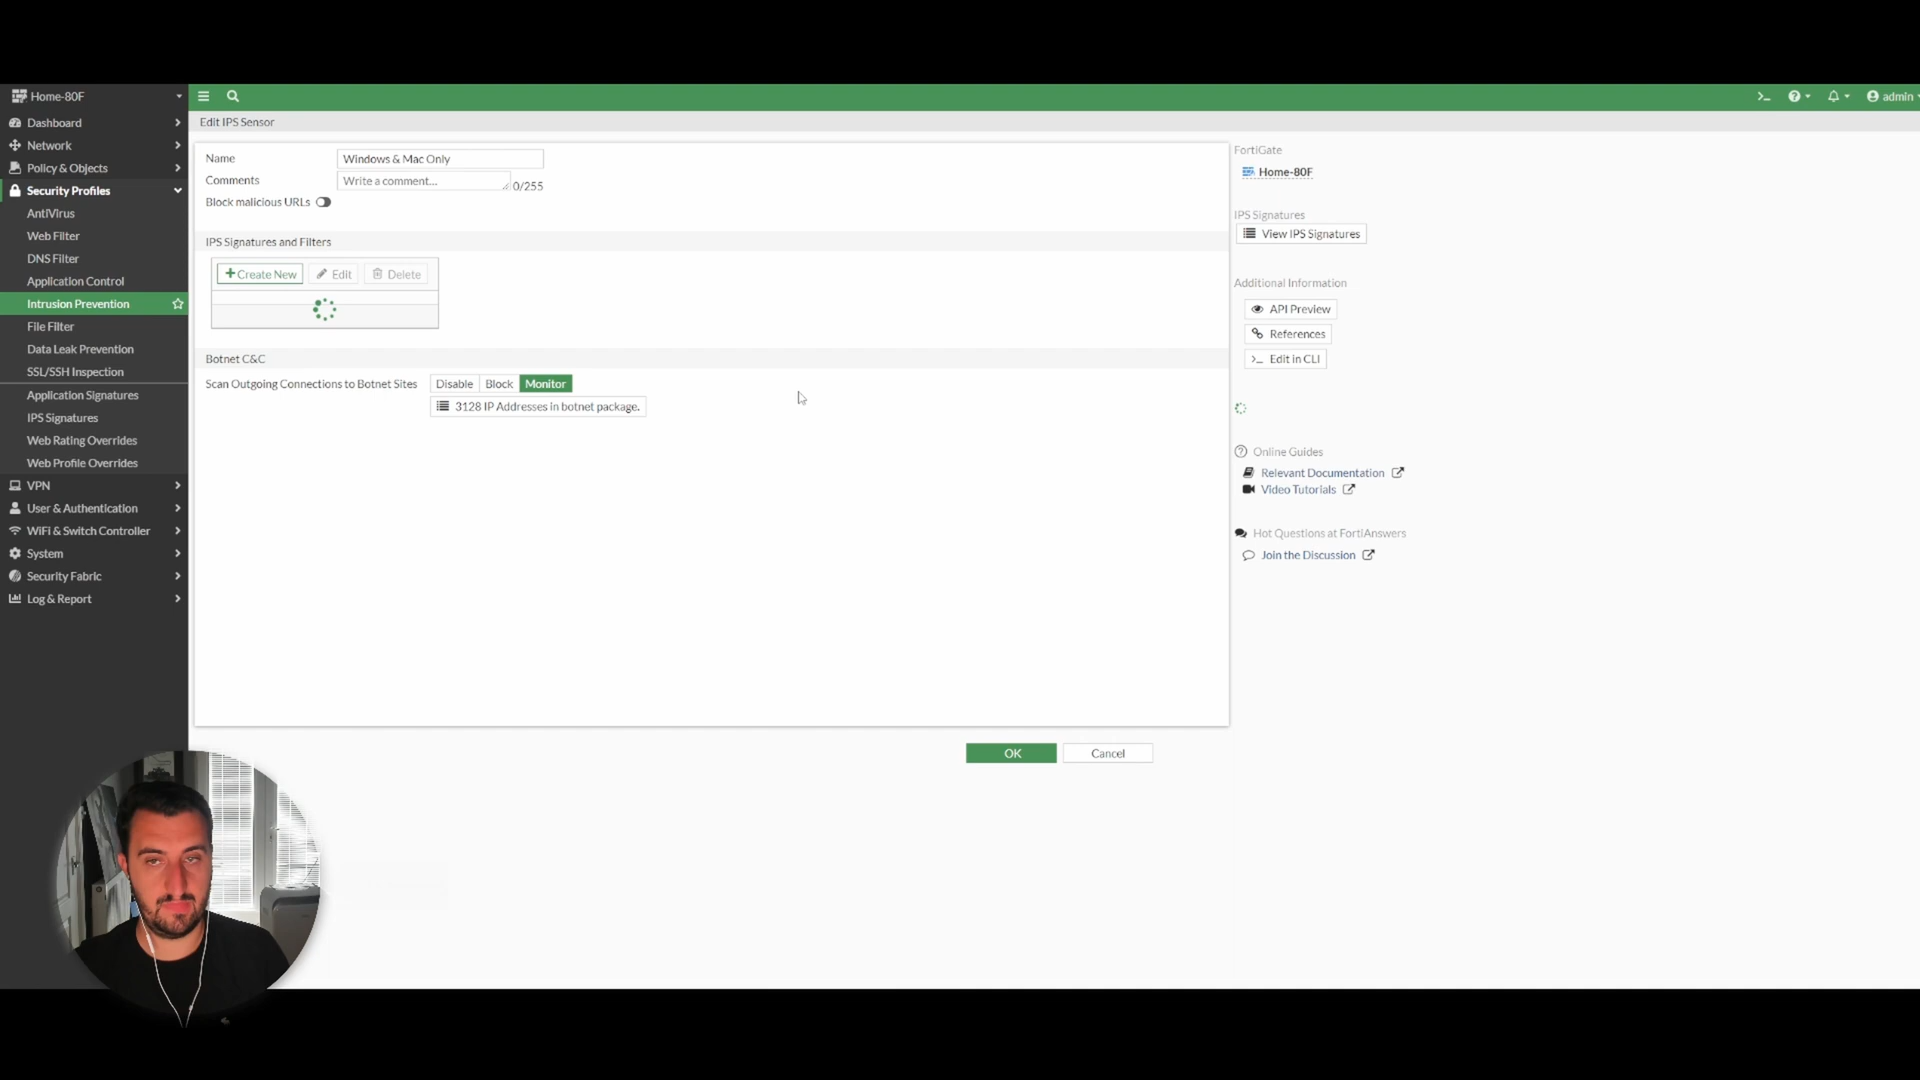 Home-80F
Dashboard
Network
Policy & Objects
Security Profiles
AntiVirus
Web Filter
DNS Filter
Application Control
Intrusion Prevention
File Filter
Data Leak Prevention
SSL/SSH Inspection
Application Signatures
IPS Signatures
Web Rating Overrides
Web Profile Overrides
VPN
User & Authentication
WiFi & Switch Controller
System
Security Fabric
Log & Report
>_ admin
Edit IPS Sensor
Name Windows & Mac Only
Comments Write a comment... 0/255
Block malicious URLs
IPS Signatures and Filters
+ Create New Edit Delete
Botnet C&C
Scan Outgoing Connections to Botnet Sites Disable Block Monitor
3128 IP Addresses in botnet package.
OK Cancel
FortiGate
Home-80F
IPS Signatures
View IPS Signatures
Additional Information
API Preview
References
>_ Edit in CLI
Online Guides
Relevant Documentation
Video Tutorials
Hot Questions at FortiAnswers
Join the Discussion